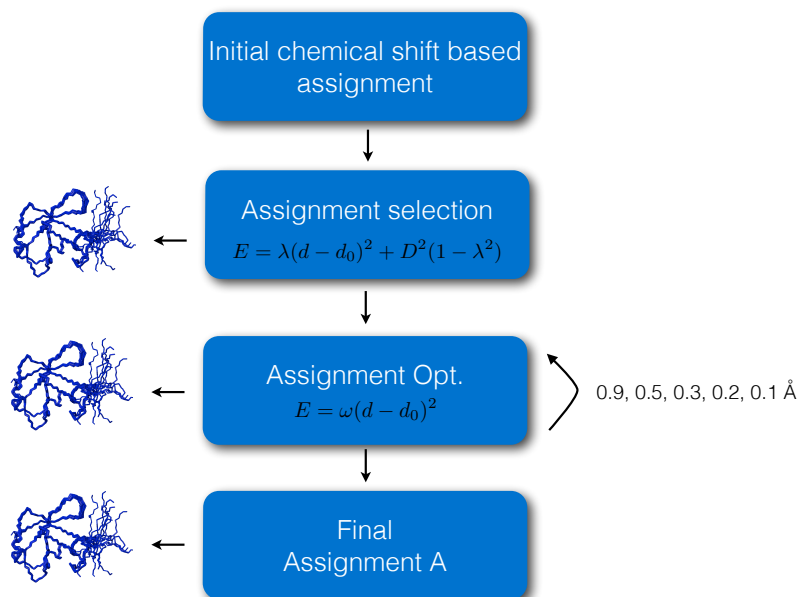 Initial chemical shift based
assignment
Assignment selection
E = λ(d − d₀)² + D²(1 − λ²)
Assignment Opt.
E = ω(d − d₀)²
0.9, 0.5, 0.3, 0.2, 0.1 Å
Final
Assignment A